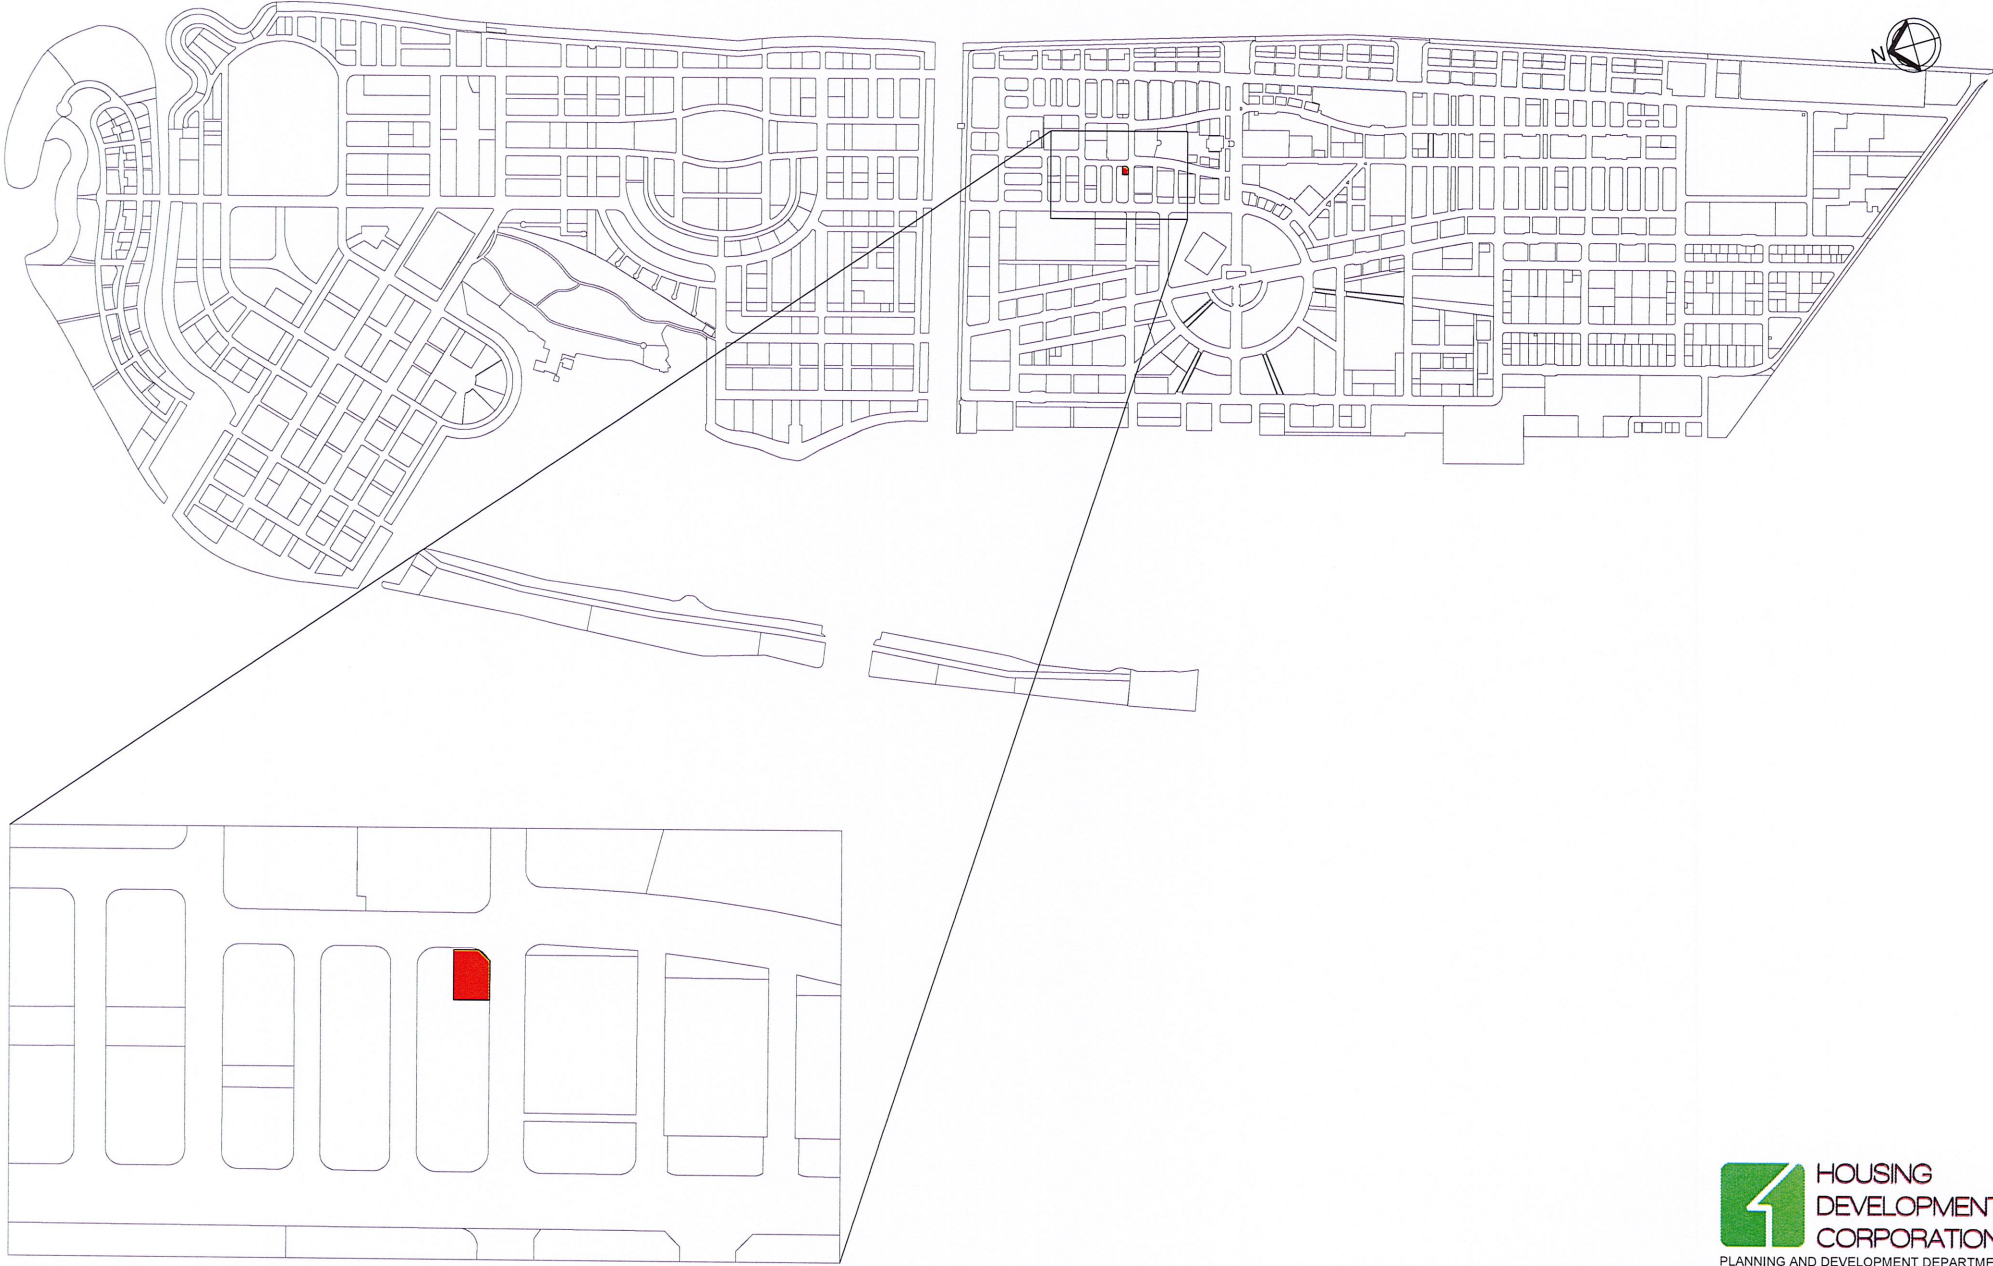 N
HOUSING
DEVELOPMENT
CORPORATION
PLANNING AND DEVELOPMENT DEPARTME